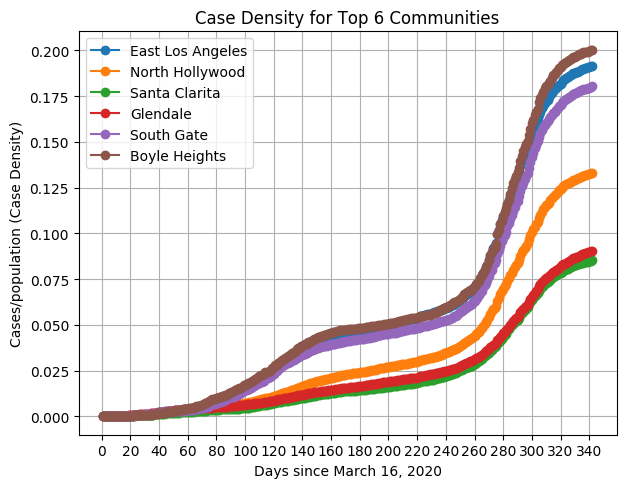 Case Density for Top 6 Communities
East Los Angeles
North Hollywood
Santa Clarita
Glendale
South Gate
Boyle Heights
Cases/population (Case Density)
0.200
0.175
0.150
0.125
0.100
0.075
0.050
0.025
0.000
0 20 40 60 80 100 120 140 160 180 200 220 240 260 280 300 320 340
Days since March 16, 2020